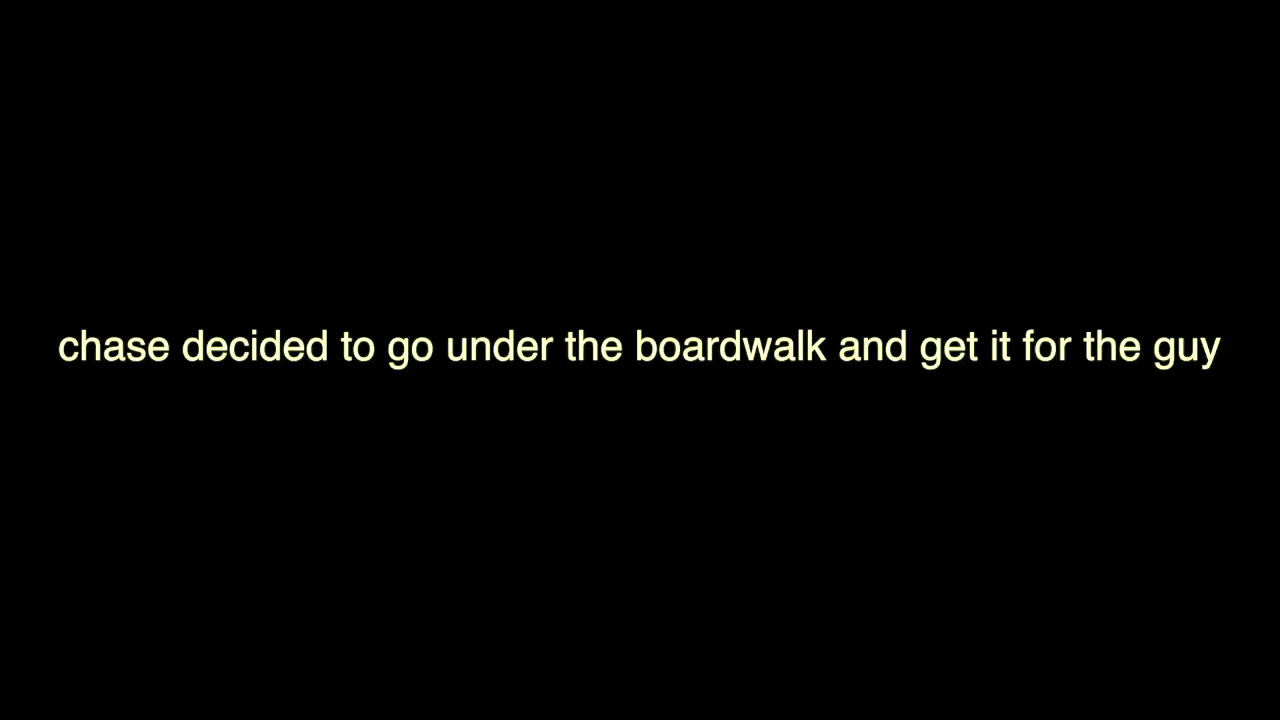 chase decided to go under the boardwalk and get it for the guy